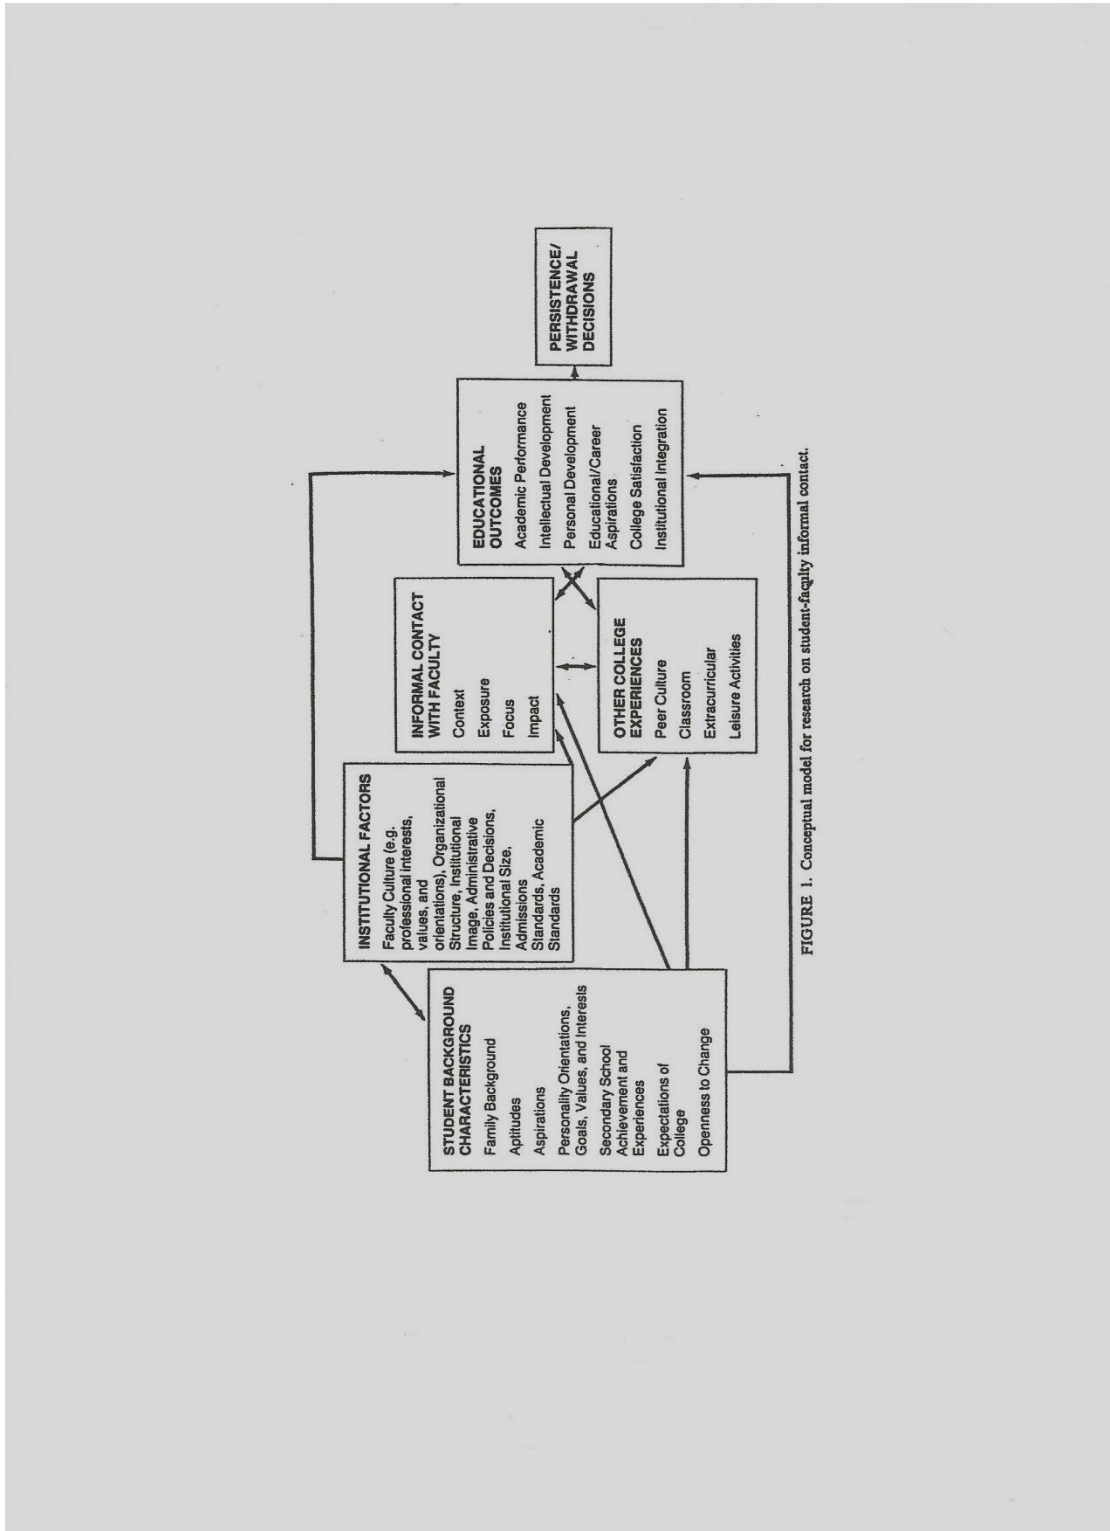 STUDENT BACKGROUND
CHARACTERISTICS
Family Background
Aptitudes
Aspirations
Personality Orientations,
Goals, Values, and Interests
Secondary School
Achievement and
Experiences
Expectations of
College
Openness to Change
INSTITUTIONAL FACTORS
Faculty Culture (e.g.
professional interests,
values, and
orientations), Organizational
Structure, Institutional
Image, Administrative
Policies and Decisions,
Institutional Size,
Admissions
Standards, Academic
Standards
INFORMAL CONTACT
WITH FACULTY
Context
Exposure
Focus
Impact
OTHER COLLEGE
EXPERIENCES
Peer Culture
Classroom
Extracurricular
Leisure Activities
EDUCATIONAL
OUTCOMES
Academic Performance
Intellectual Development
Personal Development
Educational/Career
Aspirations
College Satisfaction
Institutional Integration
PERSISTENCE/
WITHDRAWAL
DECISIONS
FIGURE 1. Conceptual model for research on student-faculty informal contact.